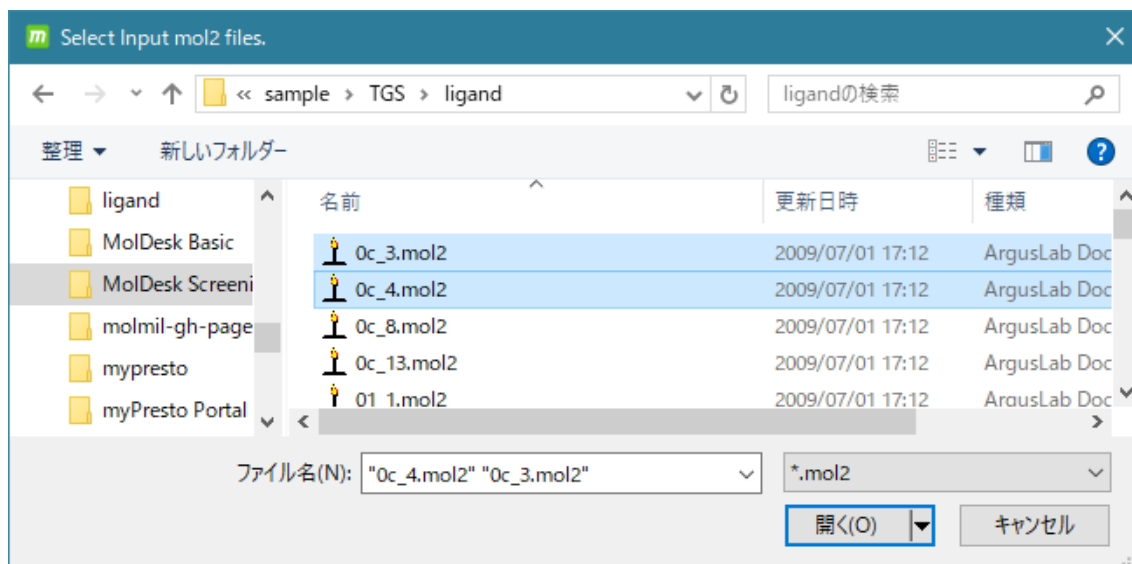 Select Input mol2 files.
« sample › TGS › ligand
ligandの検索
整理
新しいフォルダー
ligand
MolDesk Basic
MolDesk Screeni
molmil-gh-page
mypresto
myPresto Portal
名前 更新日時 種類
0c_3.mol2 2009/07/01 17:12 ArgusLab Doc
0c_4.mol2 2009/07/01 17:12 ArgusLab Doc
0c_8.mol2 2009/07/01 17:12 ArgusLab Doc
0c_13.mol2 2009/07/01 17:12 ArgusLab Doc
01_1.mol2 2009/07/01 17:12 ArgusLab Doc
ファイル名(N): "0c_4.mol2" "0c_3.mol2"
*.mol2
開く(O)
キャンセル